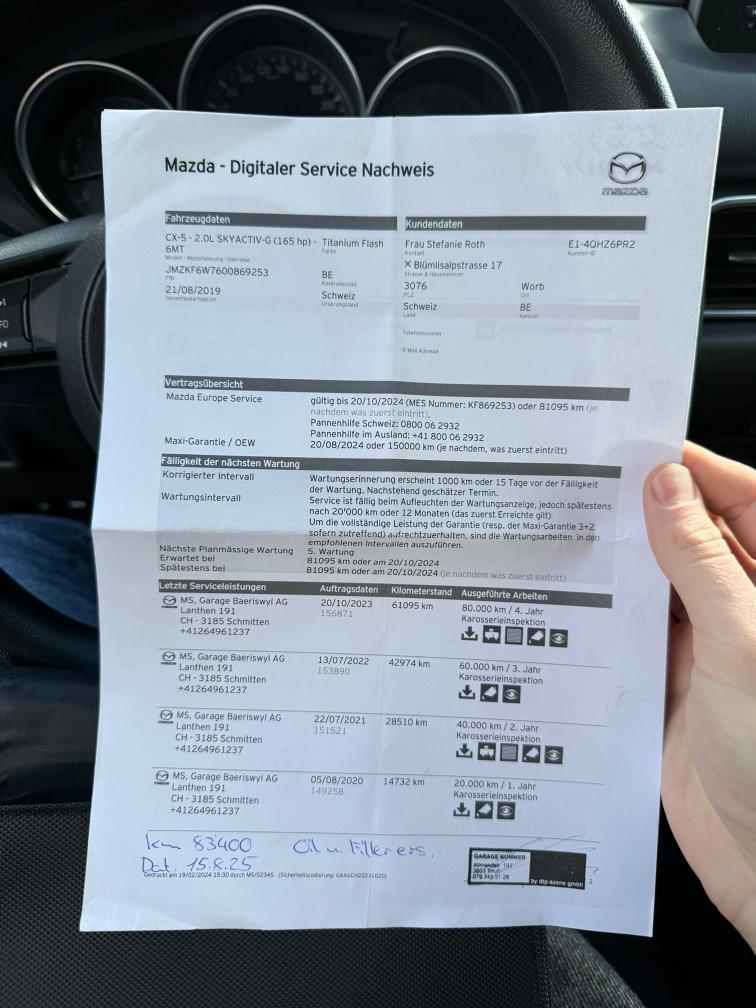 Mazda - Digitaler Service Nachweis
mazda
Fahrzeugdaten
CX-5 - 2.0L SKYACTIV-G (165 hp) - 6MT
Modell - Motorisierung - Getriebe
Titanium Flash
Farbe
JMZKF6W7600869253
FIN
BE
Kontrollschild
21/08/2019
Garantiestartdatum
Schweiz
Ursprungsland
Kundendaten
Frau Stefanie Roth
Kontakt
E1-4QHZ6PR2
Kunden-ID
× Blümlisalpstrasse 17
Strasse & Hausnummer
3076
PLZ
Worb
Ort
Schweiz
Land
BE
Kanton
Telefonnummer
E-Mail Adresse
Vertragsübersicht
Mazda Europe Service
gültig bis 20/10/2024 (MES Nummer: KF869253) oder 81095 km (je
nachdem was zuerst eintritt).
Pannenhilfe Schweiz: 0800 06 2932
Pannenhilfe im Ausland: +41 800 06 2932
Maxi-Garantie / OEW
20/08/2024 oder 150000 km (je nachdem, was zuerst eintritt)
Fälligkeit der nächsten Wartung
Korrigierter Intervall
Wartungserinnerung erscheint 1000 km oder 15 Tage vor der Fälligkeit
der Wartung. Nachstehend geschätzer Termin.
Wartungsintervall
Service ist fällig beim Aufleuchten der Wartungsanzeige, jedoch spätestens
nach 20'000 km oder 12 Monaten (das zuerst Erreichte gilt)
Um die vollständige Leistung der Garantie (resp. der Maxi-Garantie 3+2
sofern zutreffend) aufrechtzuerhalten, sind die Wartungsarbeiten in den
empfohlenen Intervallen auszuführen.
Nächste Planmässige Wartung
5. Wartung
Erwartet bei
81095 km oder am 20/10/2024
Spätestens bei
81095 km oder am 20/10/2024 (je nachdem was zuerst eintritt)
Letzte Serviceleistungen Auftragsdaten Kilometerstand Ausgeführte Arbeiten
MS, Garage Baeriswyl AG 20/10/2023 61095 km 80.000 km / 4. Jahr
Lanthen 191 156871 Karosserieinspektion
CH - 3185 Schmitten
+41264961237
MS, Garage Baeriswyl AG 13/07/2022 42974 km 60.000 km / 3. Jahr
Lanthen 191 153890 Karosserieinspektion
CH - 3185 Schmitten
+41264961237
MS, Garage Baeriswyl AG 22/07/2021 28510 km 40.000 km / 2. Jahr
Lanthen 191 151521 Karosserieinspektion
CH - 3185 Schmitten
+41264961237
MS, Garage Baeriswyl AG 05/08/2020 14732 km 20.000 km / 1. Jahr
Lanthen 191 149258 Karosserieinspektion
CH - 3185 Schmitten
+41264961237
km 83400 Öl u. Filter ers.
Dat. 15.8.25
Gedruckt am 19/02/2024 15:30 durch MS/02345. (Sicherheitscodierung: GAAGCH20231020)
GARAGE KUMMER
3603 Thun
by dtp-szene gmbh